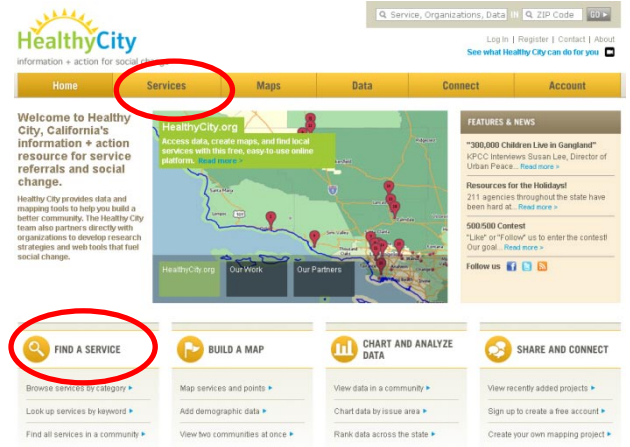 Service, Organizations, Data in ZIP Code GO
HealthyCity
information + action for social change
Log In | Register | Contact | About
See what Healthy City can do for you
Home Services Maps Data Connect Account
Welcome to Healthy
City, California's
information + action
resource for service
referrals and social
change.
Healthy City provides data and
mapping tools to help you build a
better community. The Healthy City
team also partners directly with
organizations to develop research
strategies and web tools that fuel
social change.
HealthyCity.org
Access data, create maps, and find local
services with this free, easy-to-use online
platform. Read more >
Santa Maria
Lompoc
HealthyCity.org Our Work Our Partners
FEATURES & NEWS
"300,000 Children Live in Gangland"
KPCC Interviews Susan Lee, Director of
Urban Peace... Read more >
Resources for the Holidays!
211 agencies throughout the state have
been hard at... Read more >
500/500 Contest
"Like" or "Follow" us to enter the contest!
Our goal... Read more >
Follow us
FIND A SERVICE
Browse services by category
Look up services by keyword
Find all services in a community
BUILD A MAP
Map services and points
Add demographic data
View two communities at once
CHART AND ANALYZE
DATA
View data in a community
Chart data by issue area
Rank data across the state
SHARE AND CONNECT
View recently added projects
Sign up to create a free account
Create your own mapping project